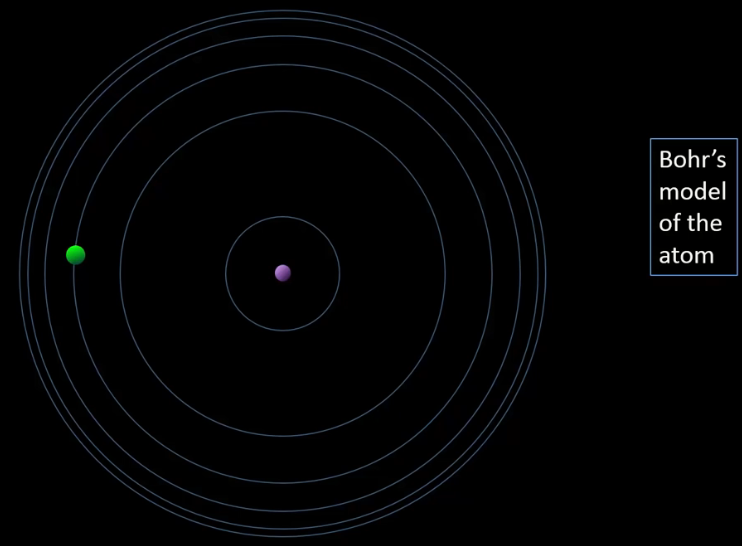 Bohr’s
model
of the
atom